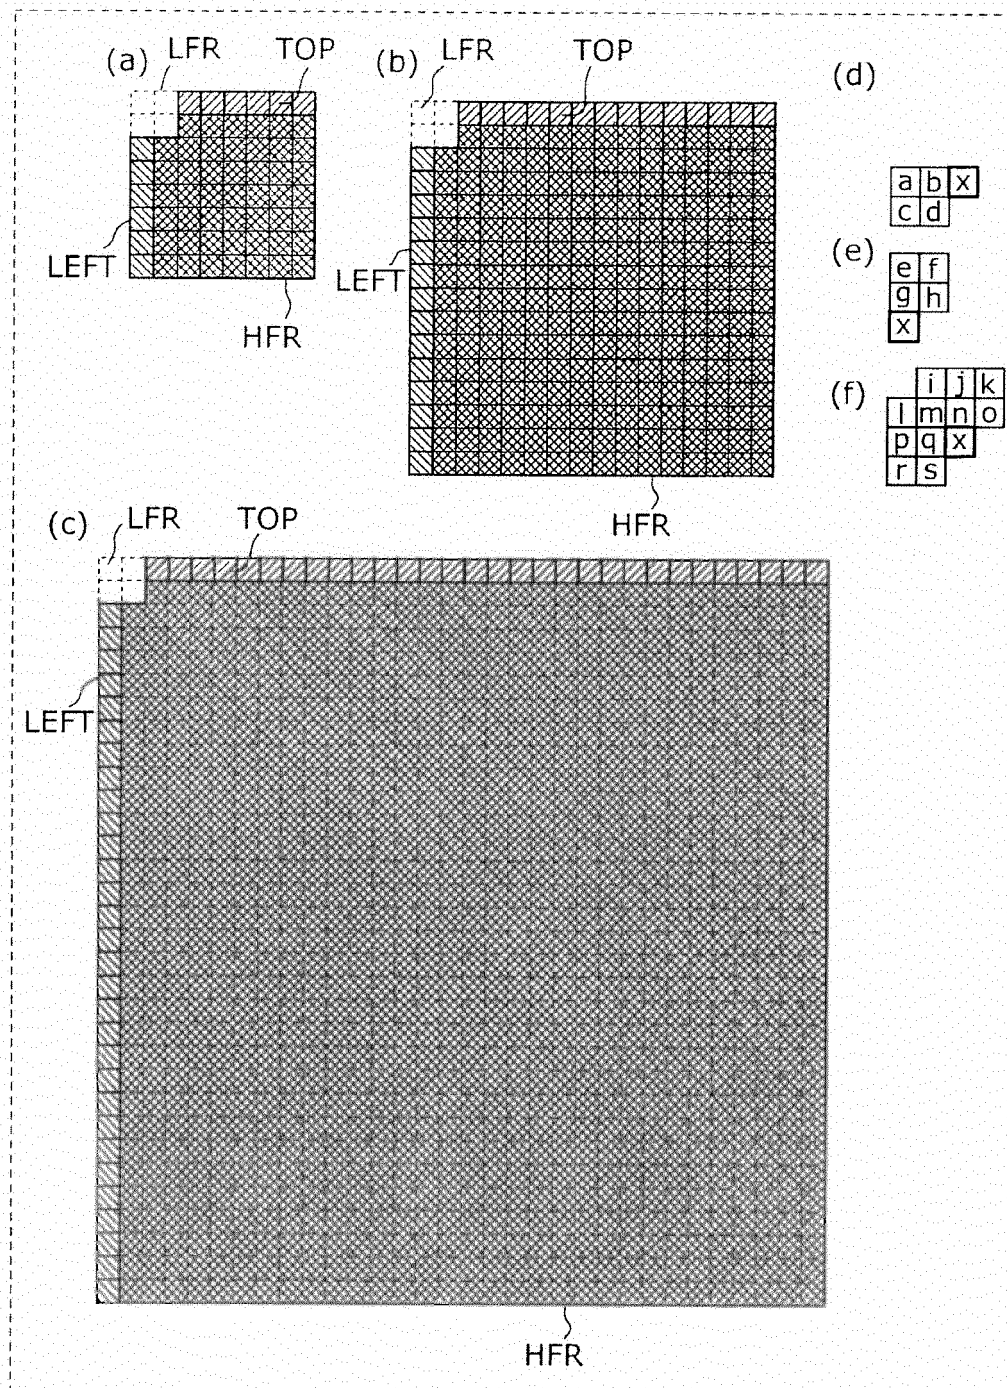 (a) LFR TOP
LEFT
HFR
(b) LFR TOP
LEFT
HFR
(c) LFR TOP
LEFT
HFR
(d)
a b x
c d
(e)
e f
g h
x
(f)
i j k
l m n o
p q x
r s